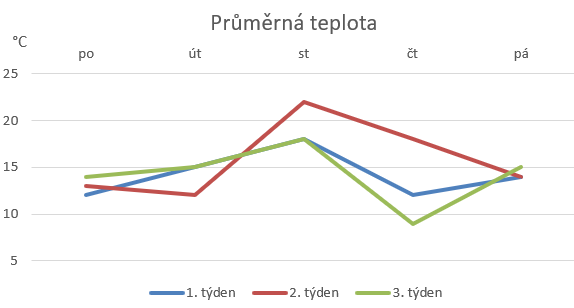 Průměrná teplota
°C
po út st čt pá
25
20
15
10
5
1. týden 2. týden 3. týden